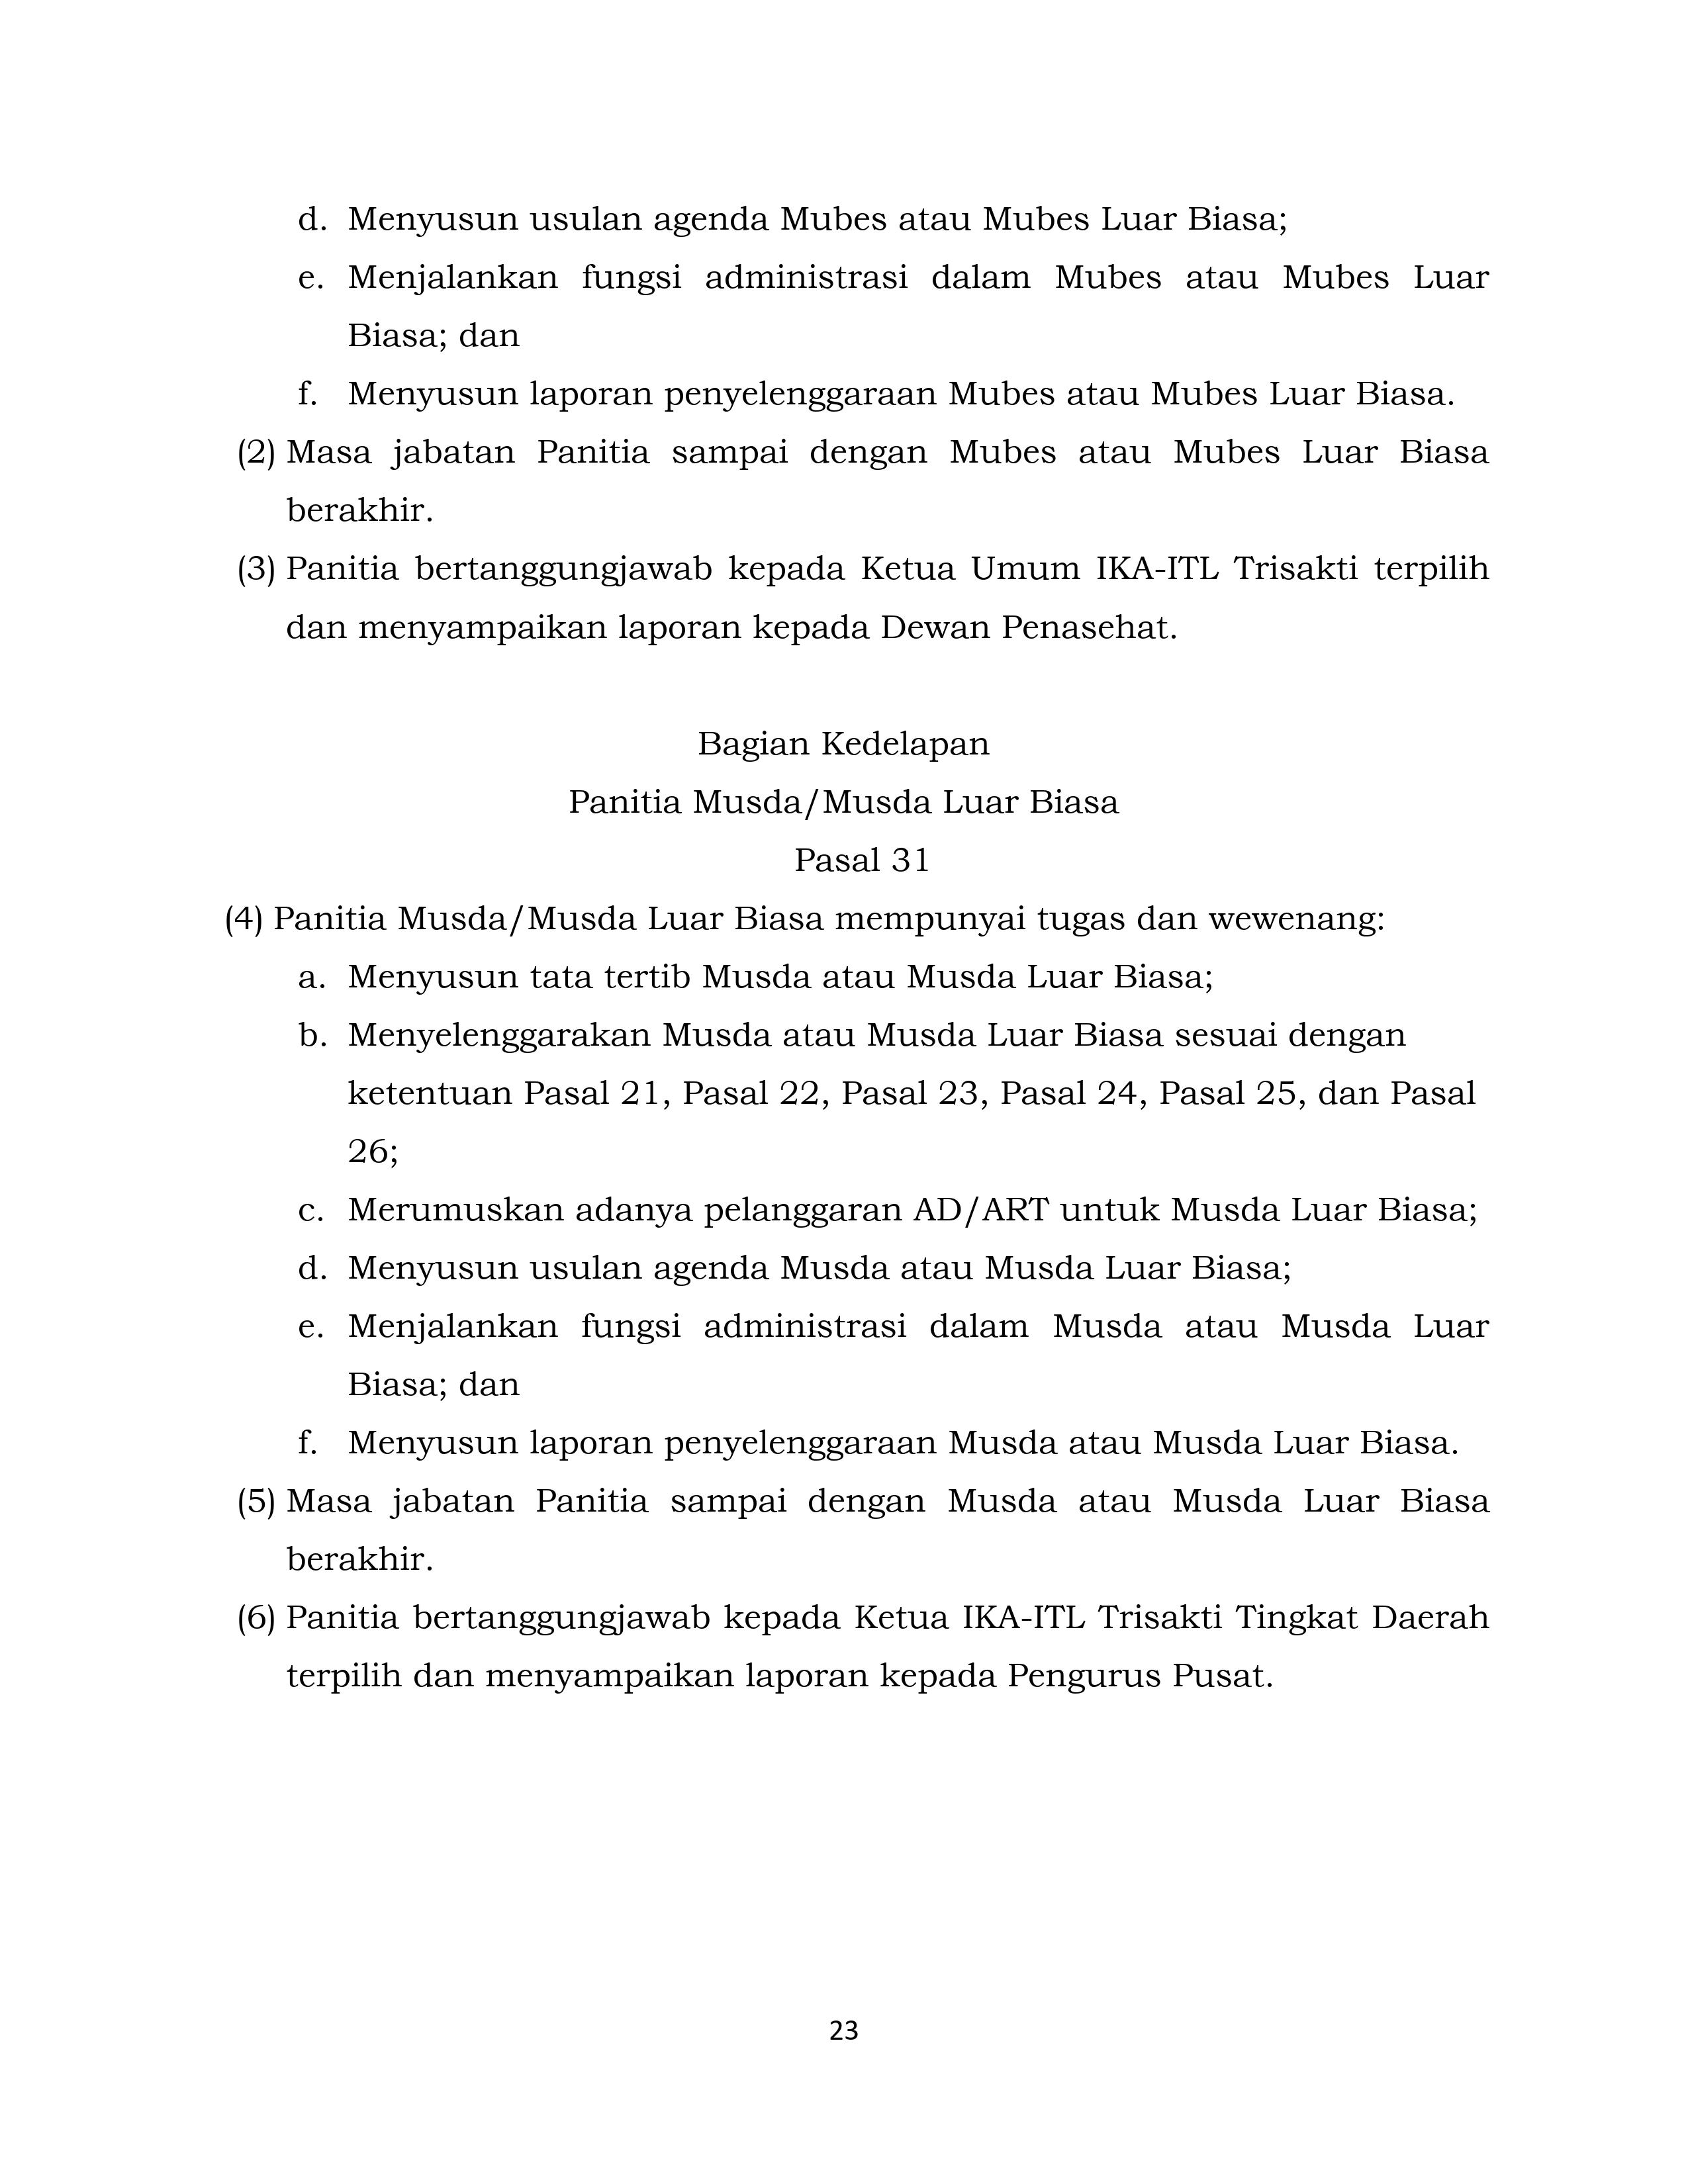 d. Menyusun usulan agenda Mubes atau Mubes Luar Biasa;
e. Menjalankan fungsi administrasi dalam Mubes atau Mubes Luar
Biasa; dan
f. Menyusun laporan penyelenggaraan Mubes atau Mubes Luar Biasa.
(2) Masa jabatan Panitia sampai dengan Mubes atau Mubes Luar Biasa
berakhir.
(3) Panitia bertanggungjawab kepada Ketua Umum IKA-ITL Trisakti terpilih
dan menyampaikan laporan kepada Dewan Penasehat.
Bagian Kedelapan
Panitia Musda/Musda Luar Biasa
Pasal 31
(4) Panitia Musda/Musda Luar Biasa mempunyai tugas dan wewenang:
a. Menyusun tata tertib Musda atau Musda Luar Biasa;
b. Menyelenggarakan Musda atau Musda Luar Biasa sesuai dengan
ketentuan Pasal 21, Pasal 22, Pasal 23, Pasal 24, Pasal 25, dan Pasal
26;
c. Merumuskan adanya pelanggaran AD/ART untuk Musda Luar Biasa;
d. Menyusun usulan agenda Musda atau Musda Luar Biasa;
e. Menjalankan fungsi administrasi dalam Musda atau Musda Luar
Biasa; dan
f. Menyusun laporan penyelenggaraan Musda atau Musda Luar Biasa.
(5) Masa jabatan Panitia sampai dengan Musda atau Musda Luar Biasa
berakhir.
(6) Panitia bertanggungjawab kepada Ketua IKA-ITL Trisakti Tingkat Daerah
terpilih dan menyampaikan laporan kepada Pengurus Pusat.
23